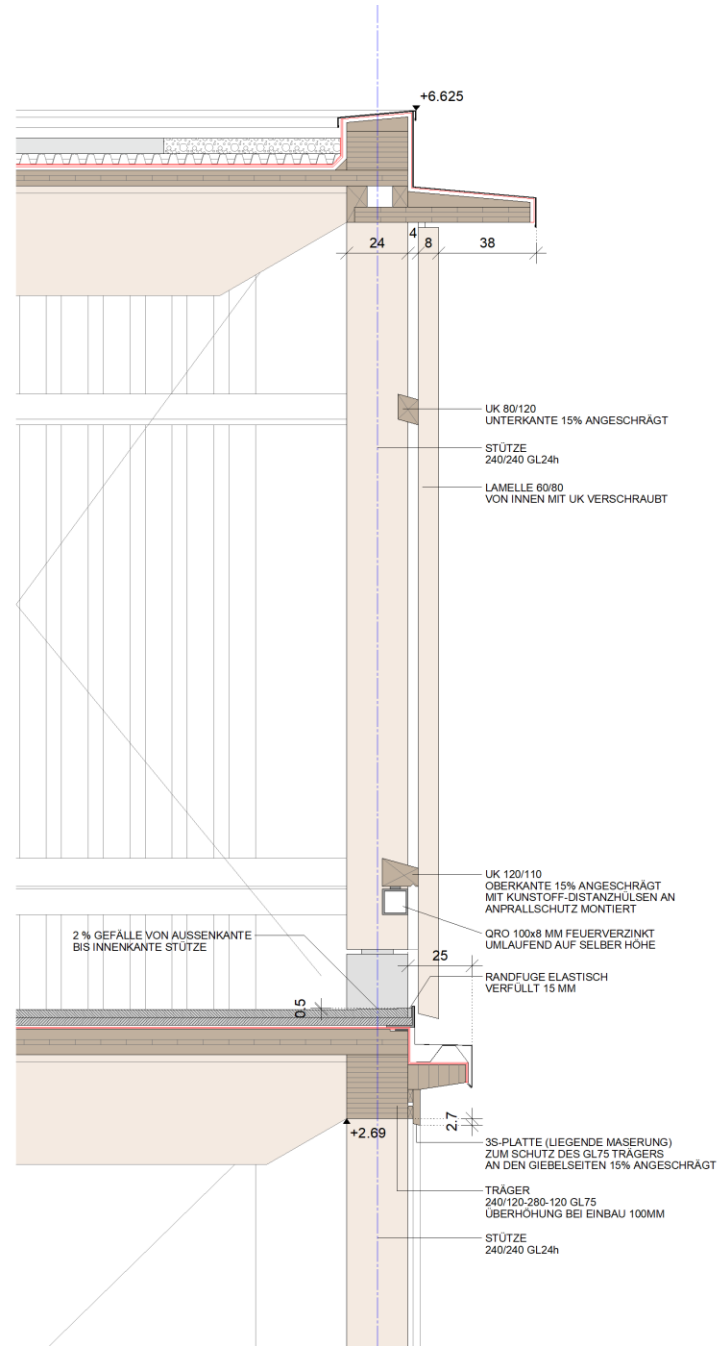 +6.625
24
4
8
38
UK 80/120
UNTERKANTE 15% ANGESCHRÄGT
STÜTZE
240/240 GL24h
LAMELLE 60/80
VON INNEN MIT UK VERSCHRAUBT
UK 120/110
OBERKANTE 15% ANGESCHRÄGT
MIT KUNSTOFF-DISTANZHÜLSEN AN
ANPRALLSCHUTZ MONTIERT
2 % GEFÄLLE VON AUSSENKANTE
BIS INNENKANTE STÜTZE
QRO 100x8 MM FEUERVERZINKT
UMLAUFEND AUF SELBER HÖHE
25
RANDFUGE ELASTISCH
VERFÜLLT 15 MM
0.5
2.7
+2.69
3S-PLATTE (LIEGENDE MASERUNG)
ZUM SCHUTZ DES GL75 TRÄGERS
AN DEN GIEBELSEITEN 15% ANGESCHRÄGT
TRÄGER
240/120-280-120 GL75
ÜBERHÖHUNG BEI EINBAU 100MM
STÜTZE
240/240 GL24h